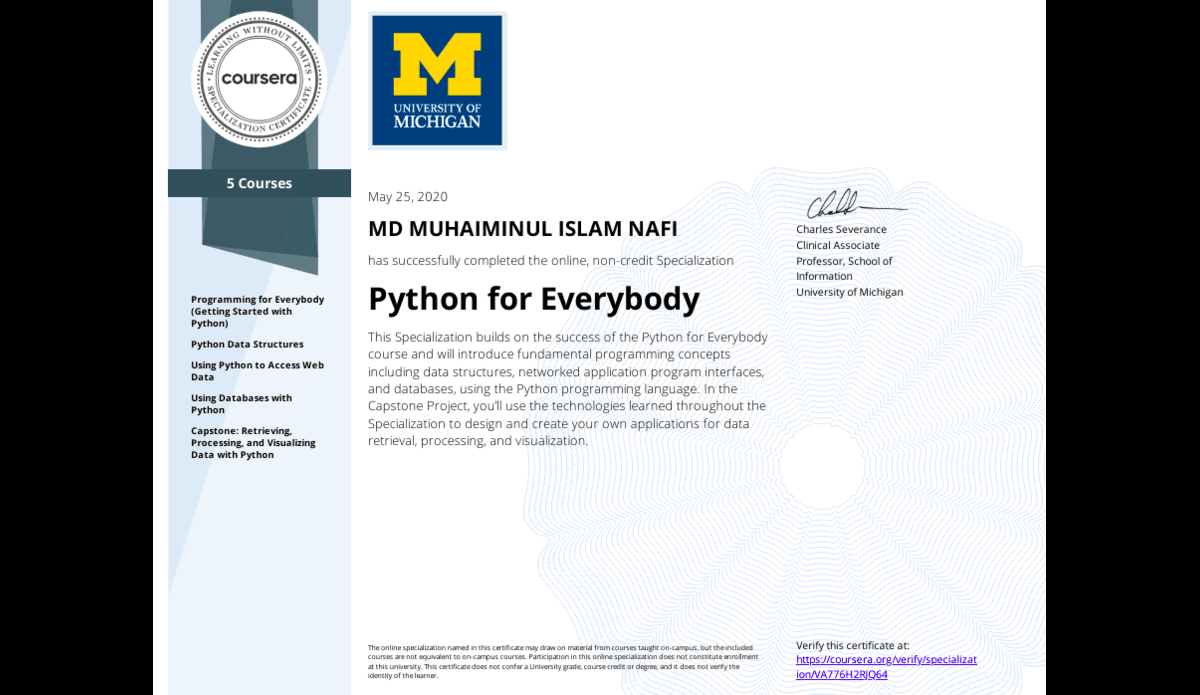 LEARNING WITHOUT LIMITS
coursera
SPECIALIZATION CERTIFICATE
5 Courses
Programming for Everybody
(Getting Started with
Python)
Python Data Structures
Using Python to Access Web
Data
Using Databases with
Python
Capstone: Retrieving,
Processing, and Visualizing
Data with Python
M
UNIVERSITY OF
MICHIGAN
May 25, 2020
MD MUHAIMINUL ISLAM NAFI
has successfully completed the online, non-credit Specialization
Python for Everybody
This Specialization builds on the success of the Python for Everybody
course and will introduce fundamental programming concepts
including data structures, networked application program interfaces,
and databases, using the Python programming language. In the
Capstone Project, you'll use the technologies learned throughout the
Specialization to design and create your own applications for data
retrieval, processing, and visualization.
Charles Severance
Clinical Associate
Professor, School of
Information
University of Michigan
The online specialization named in this certificate may draw on material from courses taught on-campus, but the included
courses are not equivalent to on-campus courses. Participation in this online specialization does not constitute enrollment
at this university. This certificate does not confer a University grade, course credit or degree, and it does not verify the
identity of the learner.
Verify this certificate at:
https://coursera.org/verify/specializat
ion/VA776H2RJQ64